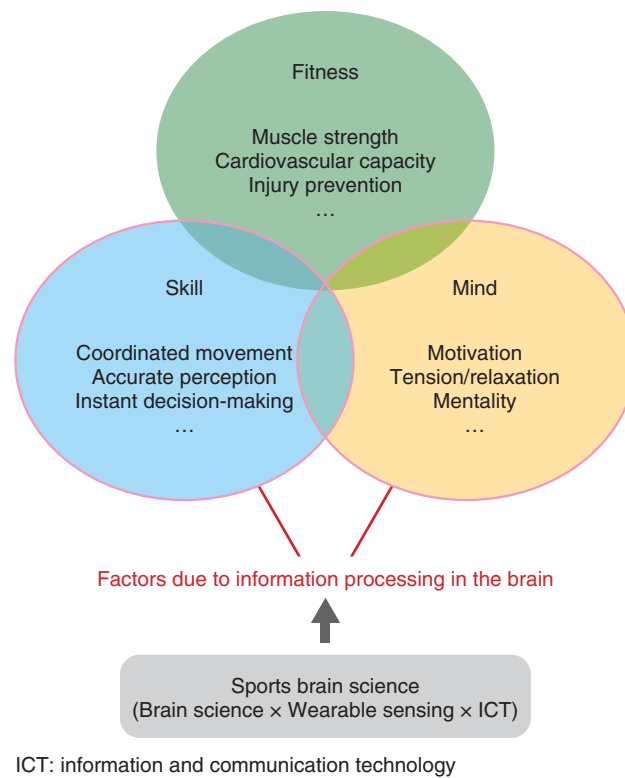 Fitness
Muscle strength
Cardiovascular capacity
Injury prevention
…
Skill
Coordinated movement
Accurate perception
Instant decision-making
…
Mind
Motivation
Tension/relaxation
Mentality
…
Factors due to information processing in the brain
Sports brain science
(Brain science × Wearable sensing × ICT)
ICT: information and communication technology